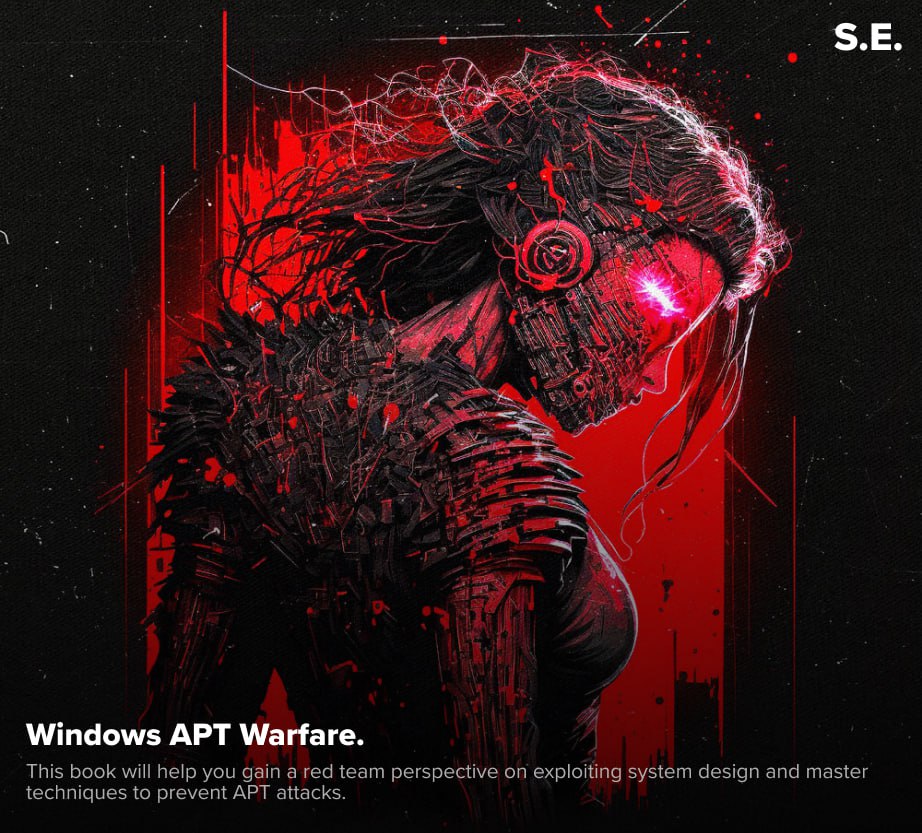 S.E.
Windows APT Warfare.
This book will help you gain a red team perspective on exploiting system design and master
techniques to prevent APT attacks.